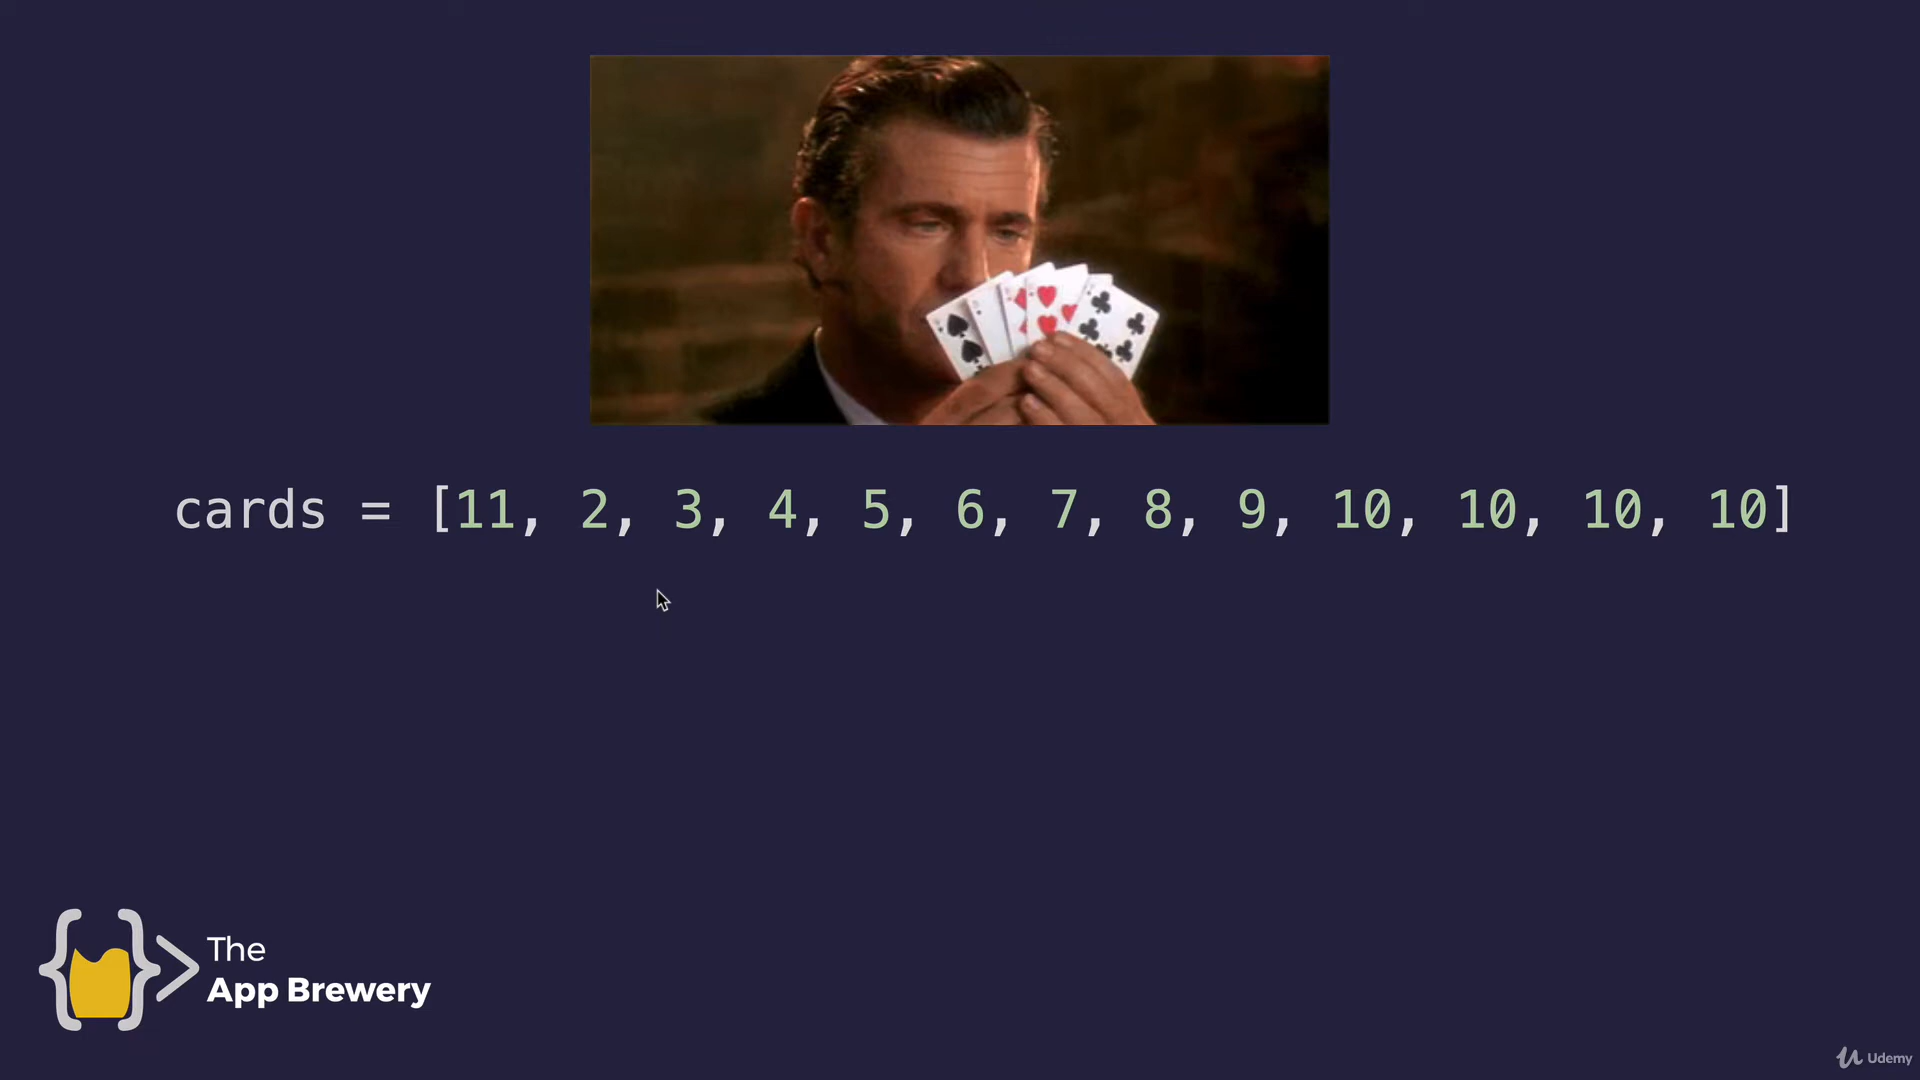 cards = [11, 2, 3, 4, 5, 6, 7, 8, 9, 10, 10, 10, 10]
The
App Brewery
Udemy